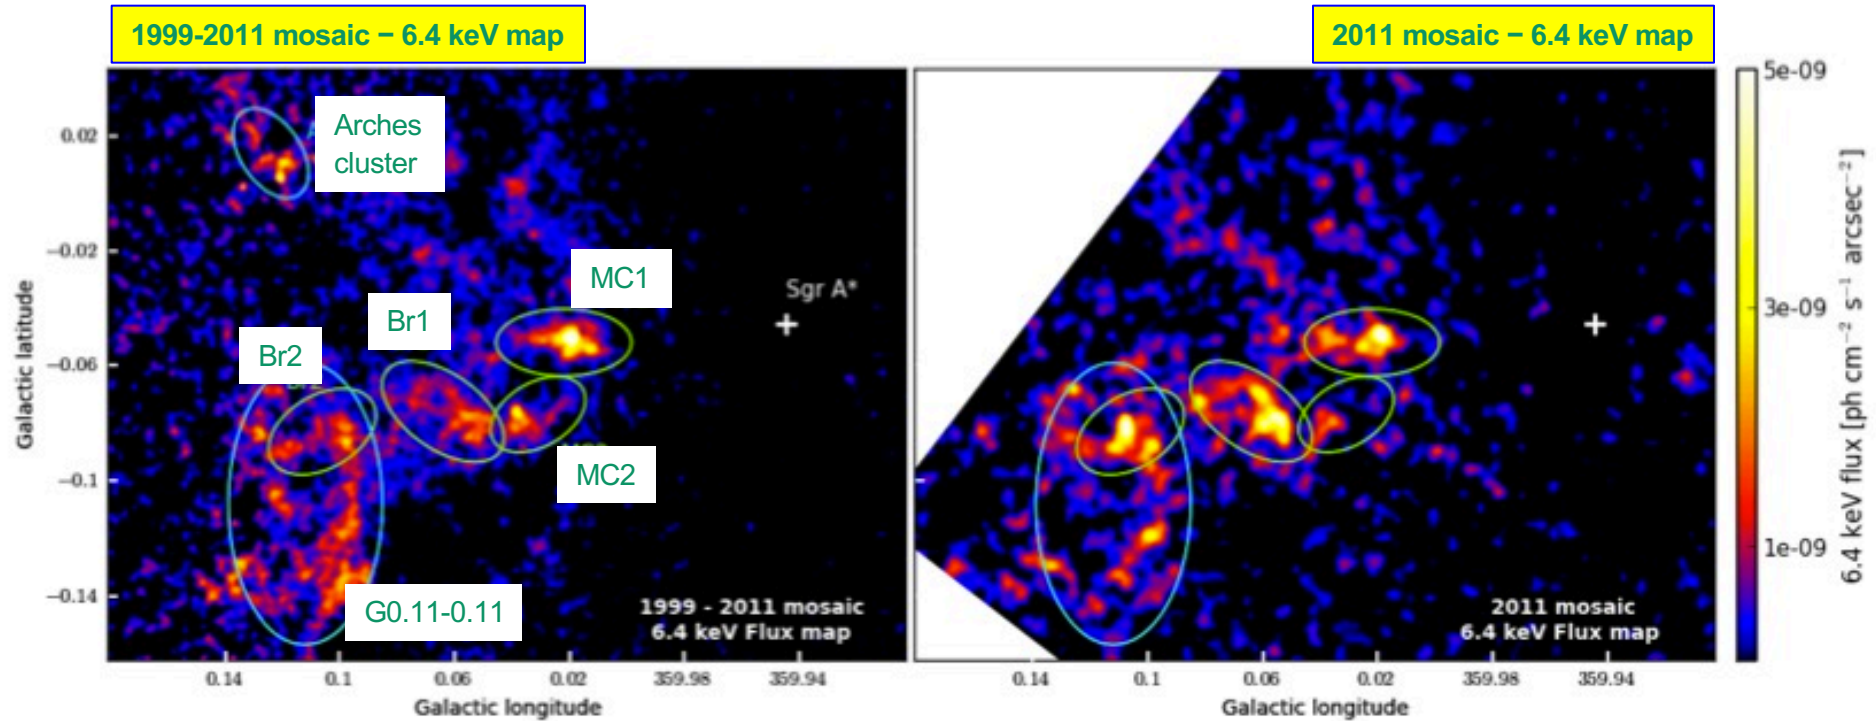 1999-2011 mosaic − 6.4 keV map
2011 mosaic − 6.4 keV map
Arches
cluster
MC1
Sgr A*
Br1
Br2
MC2
G0.11-0.11
1999 - 2011 mosaic
6.4 keV Flux map
2011 mosaic
6.4 keV Flux map
Galactic latitude
0.02
−0.02
−0.06
−0.1
−0.14
0.14
0.1
0.06
0.02
359.98
359.94
Galactic longitude
0.14
0.1
0.06
0.02
359.98
359.94
Galactic longitude
5e-09
3e-09
1e-09
6.4 keV flux [ph cm⁻² s⁻¹ arcsec⁻²]